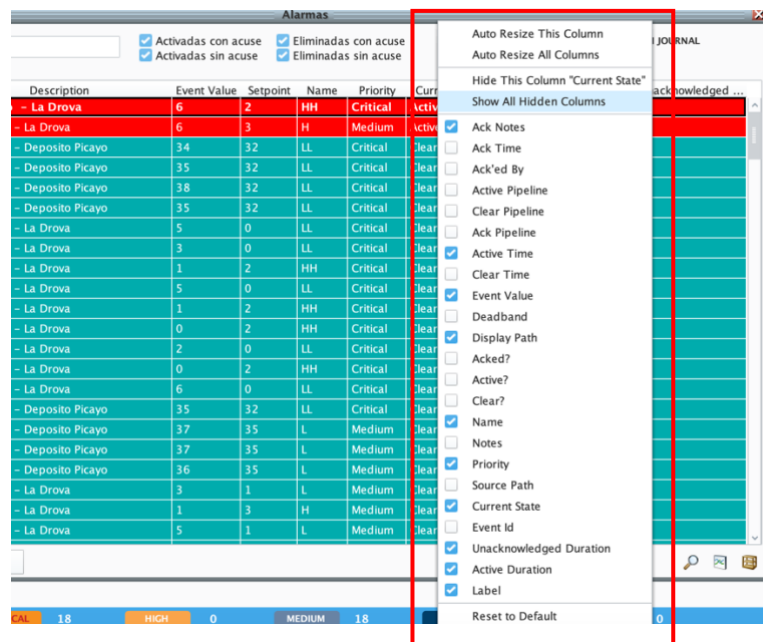 Alarmas
Activadas con acuse Eliminadas con acuse
Activadas sin acuse Eliminadas sin acuse
JOURNAL
Description Event Value Setpoint Name Priority
– La Drova 6 2 HH Critical
– La Drova 6 3 H Medium
– Deposito Picayo 34 32 LL Critical
– Deposito Picayo 35 32 LL Critical
– Deposito Picayo 38 32 LL Critical
– Deposito Picayo 35 32 LL Critical
– La Drova 5 0 LL Critical
– La Drova 3 0 LL Critical
– La Drova 1 2 HH Critical
– La Drova 5 0 LL Critical
– La Drova 1 2 HH Critical
– La Drova 0 2 HH Critical
– La Drova 2 0 LL Critical
– La Drova 0 2 HH Critical
– La Drova 6 0 LL Critical
– Deposito Picayo 35 32 LL Critical
– Deposito Picayo 37 35 L Medium
– Deposito Picayo 37 35 L Medium
– Deposito Picayo 36 35 L Medium
– La Drova 3 1 L Medium
– La Drova 1 3 H Medium
– La Drova 5 1 L Medium
Auto Resize This Column
Auto Resize All Columns
Hide This Column "Current State"
Show All Hidden Columns
Ack Notes
Ack Time
Ack'ed By
Active Pipeline
Clear Pipeline
Ack Pipeline
Active Time
Clear Time
Event Value
Deadband
Display Path
Acked?
Active?
Clear?
Name
Notes
Priority
Source Path
Current State
Event Id
Unacknowledged Duration
Active Duration
Label
Reset to Default
18 HIGH 0 MEDIUM 18 0